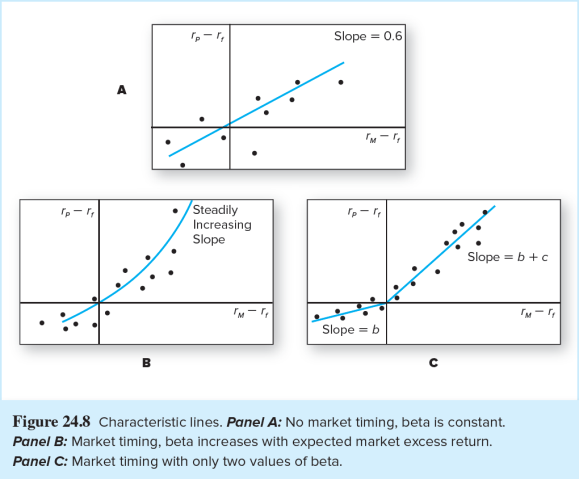 r_P − r_f
Slope = 0.6
A
r_M − r_f
r_P − r_f
Steadily
Increasing
Slope
r_M − r_f
B
r_P − r_f
Slope = b + c
r_M − r_f
Slope = b
C
Figure 24.8 Characteristic lines. Panel A: No market timing, beta is constant.
Panel B: Market timing, beta increases with expected market excess return.
Panel C: Market timing with only two values of beta.